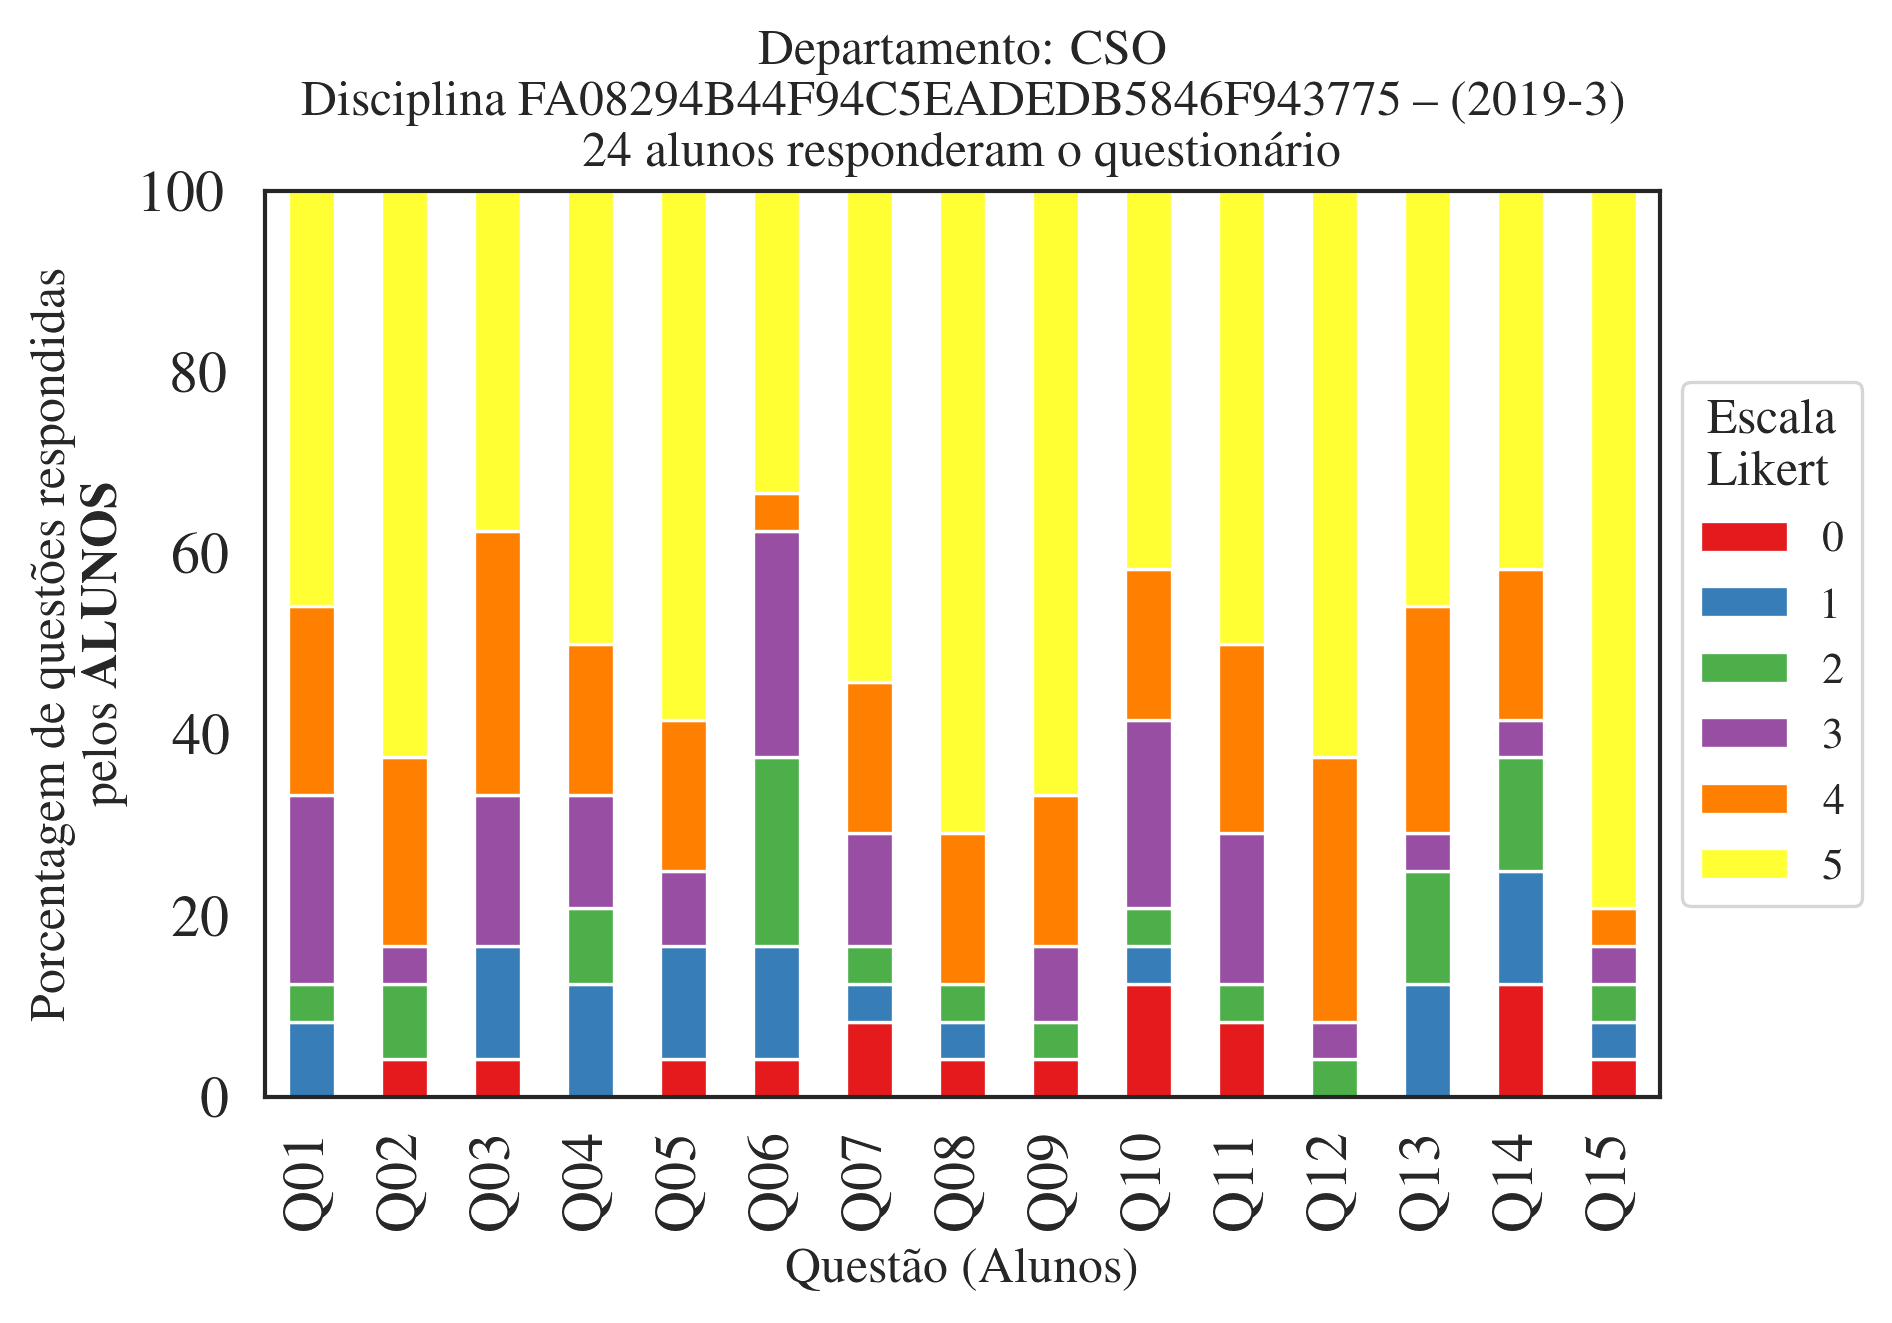 Departamento: CSO
Disciplina FA08294B44F94C5EADEDB5846F943775 – (2019-3)
24 alunos responderam o questionário
Porcentagem de questões respondidas
pelos ALUNOS
100
80
60
40
20
0
Q01 Q02 Q03 Q04 Q05 Q06 Q07 Q08 Q09 Q10 Q11 Q12 Q13 Q14 Q15
Questão (Alunos)
Escala
Likert
0
1
2
3
4
5